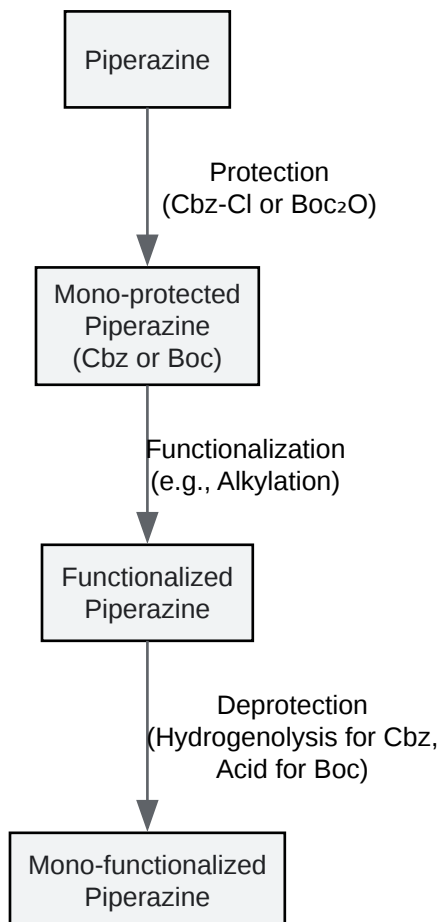 Piperazine
Protection
(Cbz-Cl or Boc₂O)
Mono-protected
Piperazine
(Cbz or Boc)
Functionalization
(e.g., Alkylation)
Functionalized
Piperazine
Deprotection
(Hydrogenolysis for Cbz,
Acid for Boc)
Mono-functionalized
Piperazine